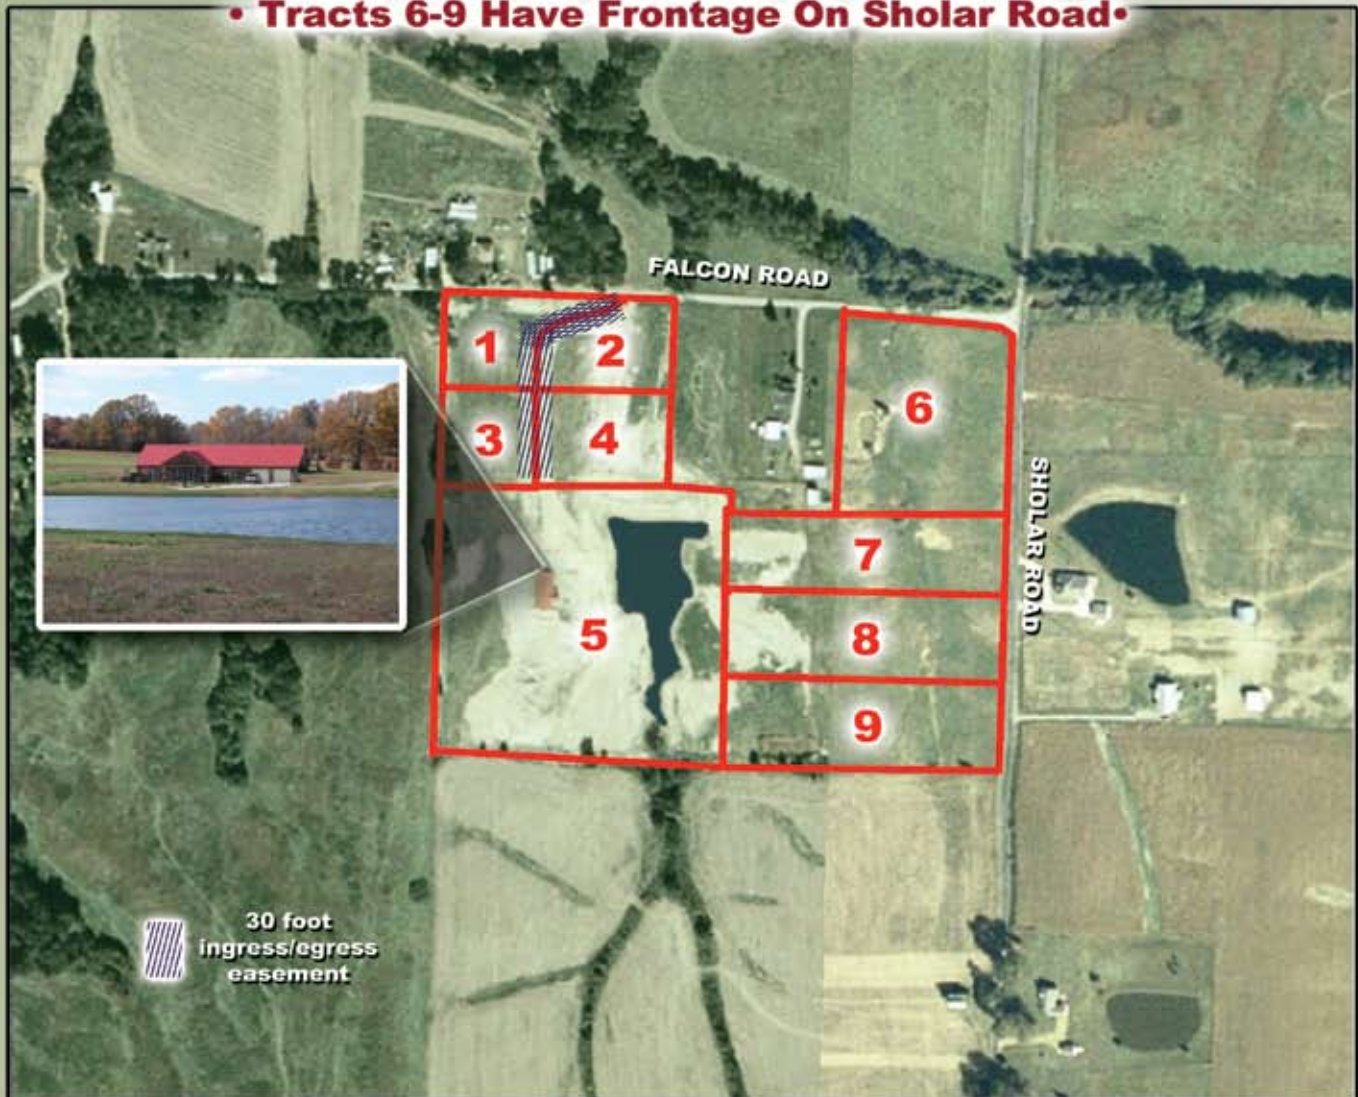 • Tracts 6-9 Have Frontage On Sholar Road•
FALCON ROAD
1
2
3
4
6
SHOLAR ROAD
7
5
8
9
30 foot
ingress/egress
easement